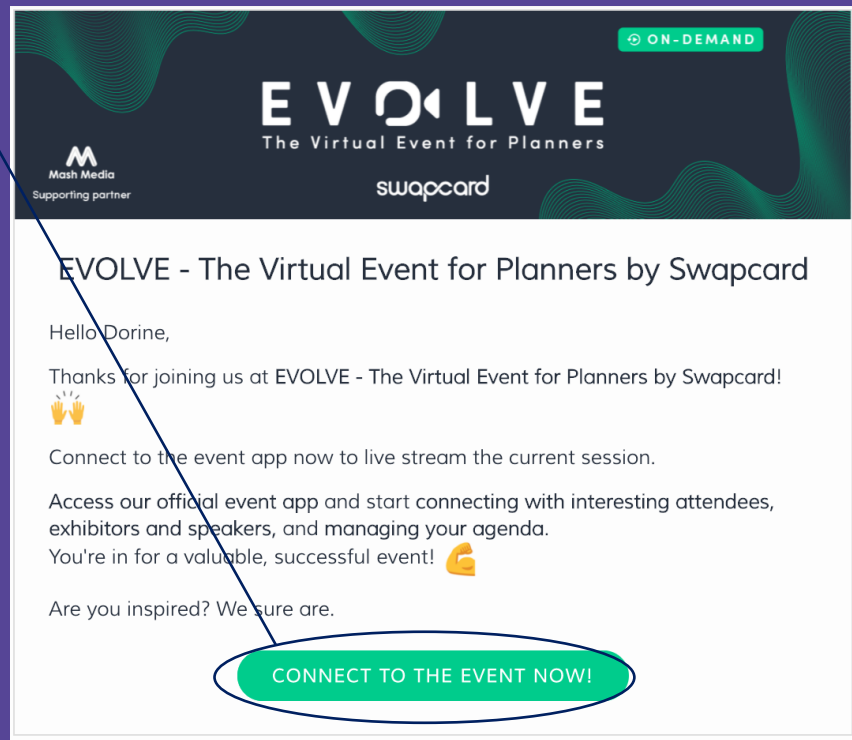 ON-DEMAND
EVOLVE
The Virtual Event for Planners
Mash Media
Supporting partner
swapcard
EVOLVE - The Virtual Event for Planners by Swapcard
Hello Dorine,
Thanks for joining us at EVOLVE - The Virtual Event for Planners by Swapcard!
🙌
Connect to the event app now to live stream the current session.
Access our official event app and start connecting with interesting attendees,
exhibitors and speakers, and managing your agenda.
You're in for a valuable, successful event! 💪
Are you inspired? We sure are.
CONNECT TO THE EVENT NOW!